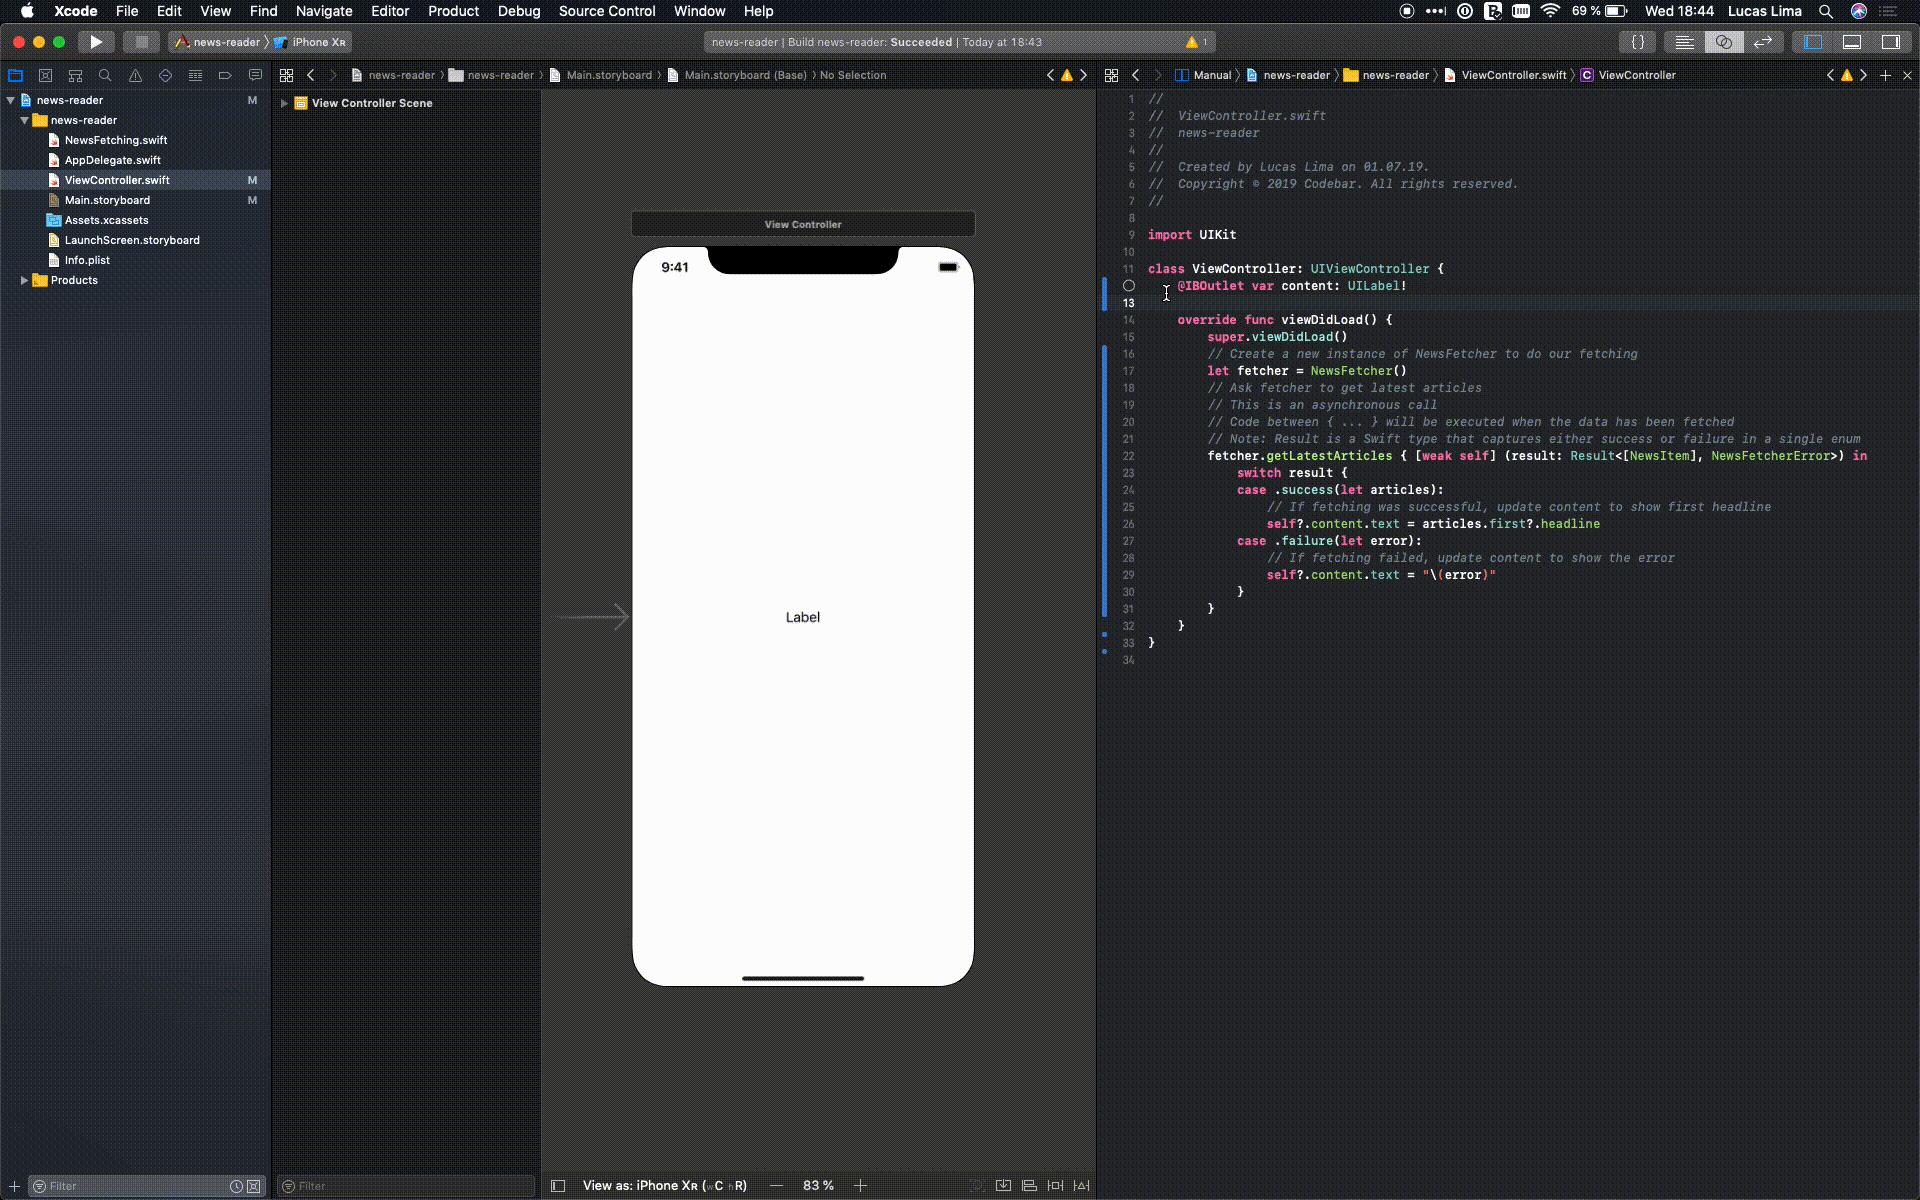 Xcode File Edit View Find Navigate Editor Product Debug Source Control Window Help
69 % Wed 18:44 Lucas Lima
news-reader iPhone XR
news-reader | Build news-reader: Succeeded | Today at 18:43
1
{}
news-reader news-reader Main.storyboard Main.storyboard (Base) No Selection
Manual news-reader news-reader ViewController.swift C ViewController
news-reader M
news-reader
NewsFetching.swift
AppDelegate.swift
ViewController.swift M
Main.storyboard M
Assets.xcassets
LaunchScreen.storyboard
Info.plist
Products
View Controller Scene
View Controller
9:41
Label
1 //
2 //  ViewController.swift
3 //  news-reader
4 //
5 //  Created by Lucas Lima on 01.07.19.
6 //  Copyright © 2019 Codebar. All rights reserved.
7 //
8
9 import UIKit
10
11 class ViewController: UIViewController {
@IBOutlet var content: UILabel!
13
14 override func viewDidLoad() {
15 super.viewDidLoad()
16 // Create a new instance of NewsFetcher to do our fetching
17 let fetcher = NewsFetcher()
18 // Ask fetcher to get latest articles
19 // This is an asynchronous call
20 // Code between { ... } will be executed when the data has been fetched
21 // Note: Result is a Swift type that captures either success or failure in a single enum
22 fetcher.getLatestArticles { [weak self] (result: Result<[NewsItem], NewsFetcherError>) in
23 switch result {
24 case .success(let articles):
25 // If fetching was successful, update content to show first headline
26 self?.content.text = articles.first?.headline
27 case .failure(let error):
28 // If fetching failed, update content to show the error
29 self?.content.text = "\(error)"
30 }
31 }
32 }
33 }
34
Filter
Filter
View as: iPhone XR (wC hR) — 83 % +